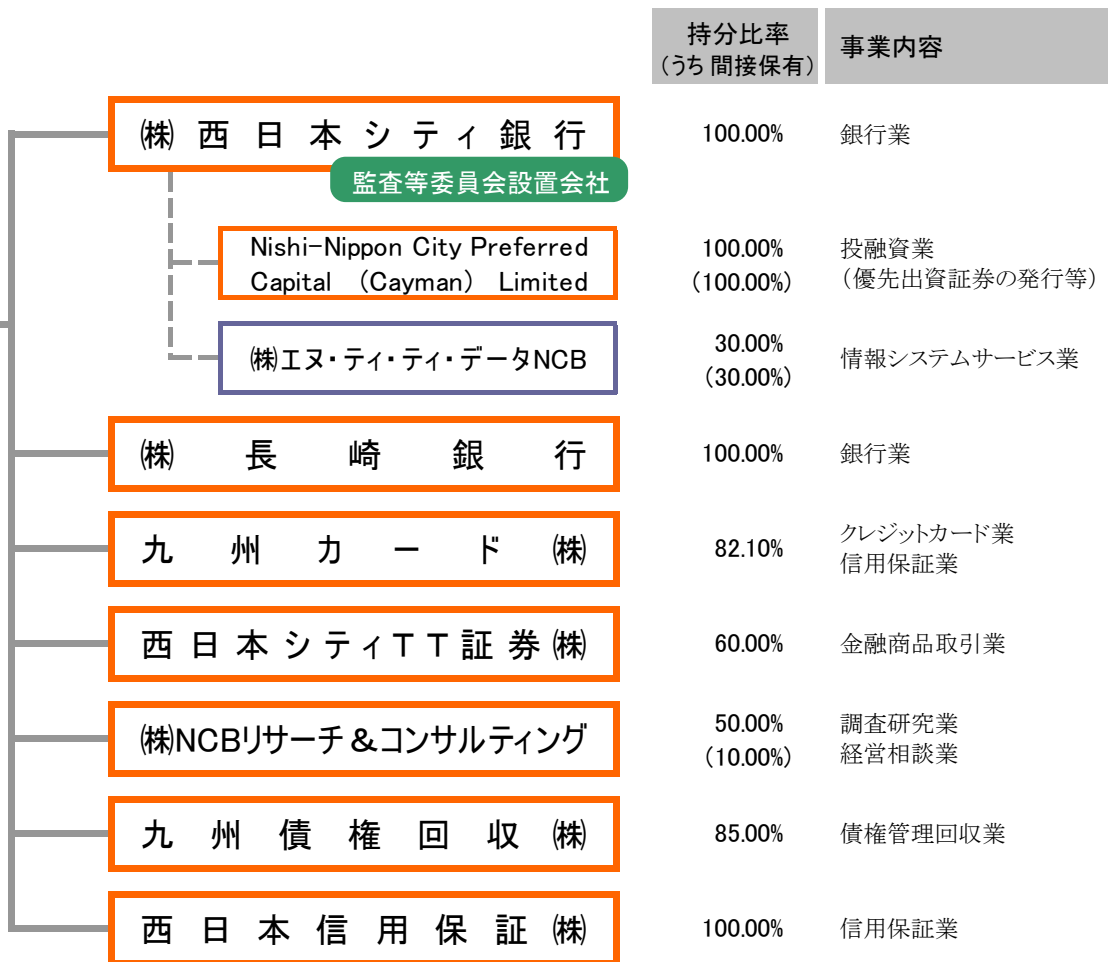 持分比率
(うち 間接保有)
事業内容
㈱西日本シティ銀行
100.00%
銀行業
監査等委員会設置会社
Nishi-Nippon City Preferred
Capital (Cayman) Limited
100.00%
(100.00%)
投融資業
(優先出資証券の発行等)
㈱エヌ・ティ・ティ・データNCB
30.00%
(30.00%)
情報システムサービス業
㈱長崎銀行
100.00%
銀行業
九州カード㈱
82.10%
クレジットカード業
信用保証業
西日本シティTT証券㈱
60.00%
金融商品取引業
㈱NCBリサーチ&コンサルティング
50.00%
(10.00%)
調査研究業
経営相談業
九州債権回収㈱
85.00%
債権管理回収業
西日本信用保証㈱
100.00%
信用保証業